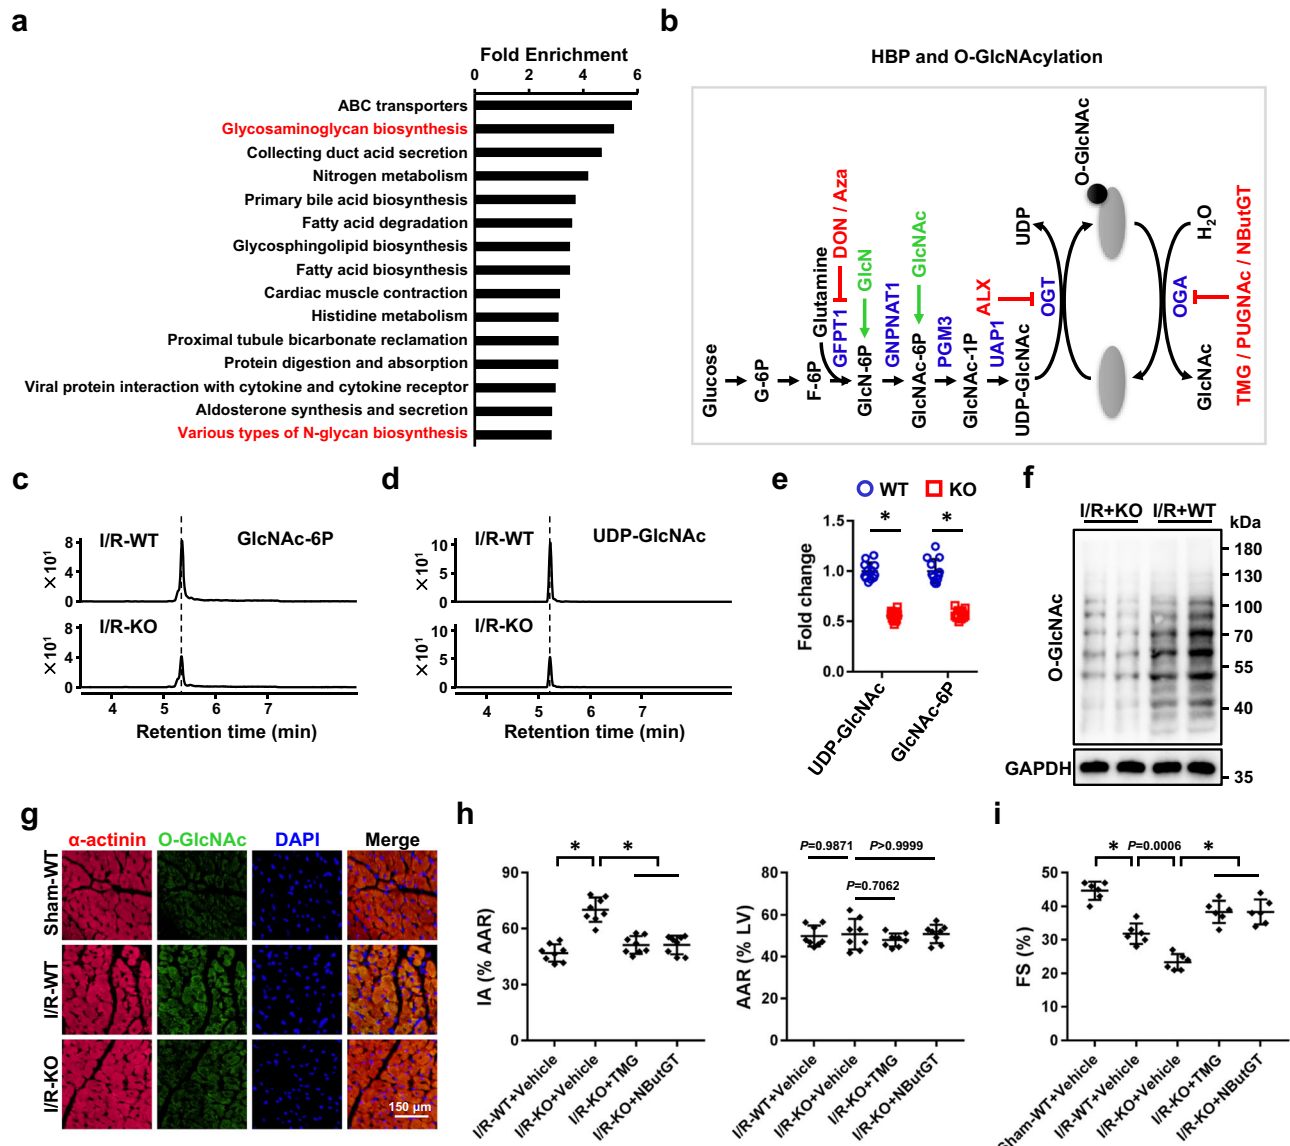 a
Fold Enrichment
0 2 4 6
ABC transporters
Glycosaminoglycan biosynthesis
Collecting duct acid secretion
Nitrogen metabolism
Primary bile acid biosynthesis
Fatty acid degradation
Glycosphingolipid biosynthesis
Fatty acid biosynthesis
Cardiac muscle contraction
Histidine metabolism
Proximal tubule bicarbonate reclamation
Protein digestion and absorption
Viral protein interaction with cytokine and cytokine receptor
Aldosterone synthesis and secretion
Various types of N-glycan biosynthesis
b
HBP and O-GlcNAcylation
Glucose
G-6P
F-6P
Glutamine
GFPT1
DON / Aza
GlcN-6P
GlcN
GNPNAT1
GlcNAc-6P
GlcNAc
PGM3
GlcNAc-1P
UAP1
ALX
UDP-GlcNAc
UDP
OGT
O-GlcNAc
OGA
H2O
GlcNAc
TMG / PUGNAc / NButGT
c
I/R-WT
GlcNAc-6P
×10¹
8
4
0
I/R-KO
×10¹
8
4
0
4 5 6 7
Retention time (min)
d
I/R-WT
UDP-GlcNAc
×10¹
10
5
0
I/R-KO
×10¹
10
5
0
4 5 6 7
Retention time (min)
e
WT KO
Fold change
1.5
1.0
0.5
0.0
* *
UDP-GlcNAc
GlcNAc-6P
f
I/R+KO I/R+WT
kDa
O-GlcNAc
180
130
100
70
55
40
GAPDH
35
g
α-actinin O-GlcNAc DAPI Merge
Sham-WT
I/R-WT
I/R-KO
150 μm
h
IA (% AAR)
90
60
30
0
* *
I/R-WT+Vehicle
I/R-KO+Vehicle
I/R-KO+TMG
I/R-KO+NButGT
AAR (% LV)
80
60
40
20
0
P=0.9871 P>0.9999
P=0.7062
I/R-WT+Vehicle
I/R-KO+Vehicle
I/R-KO+TMG
I/R-KO+NButGT
i
FS (%)
50
40
30
20
10
0
* P=0.0006 *
Sham-WT+Vehicle
I/R-WT+Vehicle
I/R-KO+Vehicle
I/R-KO+TMG
I/R-KO+NButGT